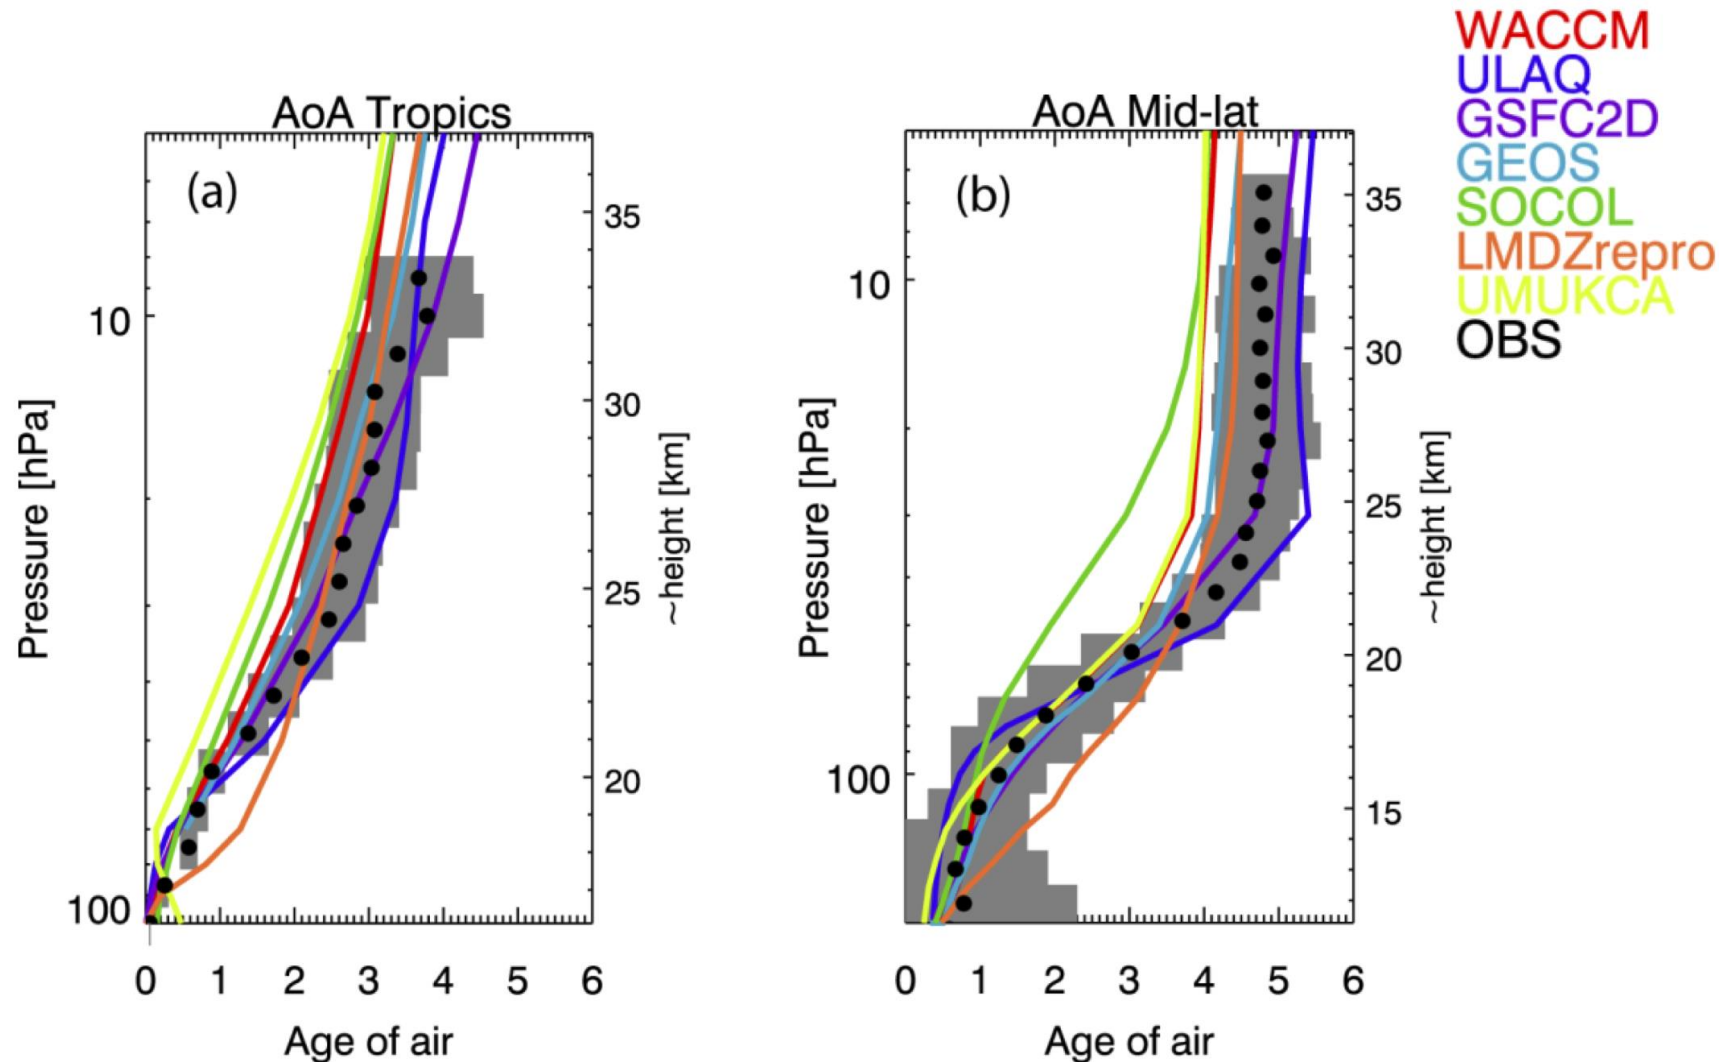 WACCM
ULAQ
GSFC2D
GEOS
SOCOL
LMDZrepro
UMUKCA
OBS
AoA Tropics
(a)
10
100
Pressure [hPa]
35
30
25
20
~height [km]
0 1 2 3 4 5 6
Age of air
AoA Mid-lat
(b)
10
100
Pressure [hPa]
35
30
25
20
15
~height [km]
0 1 2 3 4 5 6
Age of air